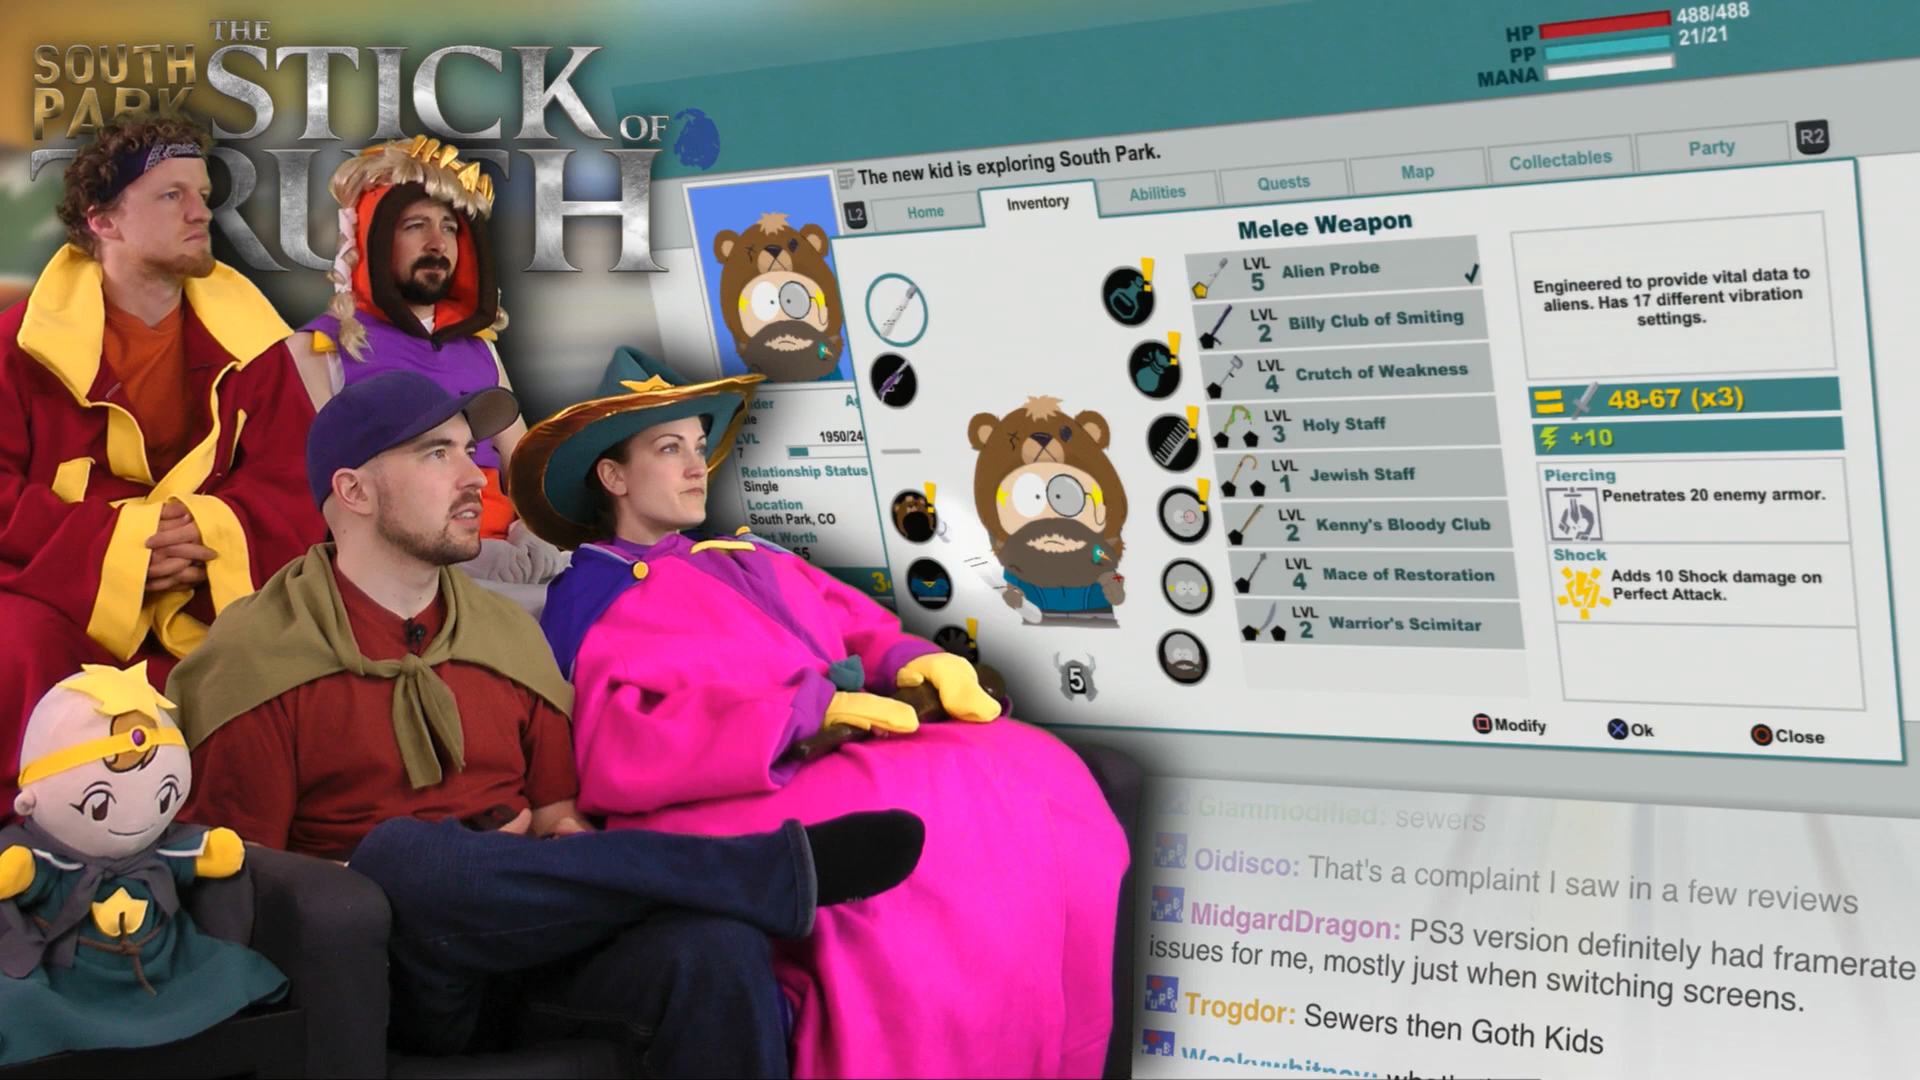 THE
SOUTH PARK
STICK OF
TRUTH
HP 488/488
PP 21/21
MANA
The new kid is exploring South Park.
L2 Home Inventory Abilities Quests Map Collectables Party R2
LVL
7
1950/24
Relationship Status
Single
Location
South Park, CO
Worth
5
Melee Weapon
LVL 5 Alien Probe
LVL 2 Billy Club of Smiting
LVL 4 Crutch of Weakness
LVL 3 Holy Staff
LVL 1 Jewish Staff
LVL 2 Kenny's Bloody Club
LVL 4 Mace of Restoration
LVL 2 Warrior's Scimitar
Engineered to provide vital data to
aliens. Has 17 different vibration
settings.
48-67 (x3)
+10
Piercing
Penetrates 20 enemy armor.
Shock
Adds 10 Shock damage on
Perfect Attack.
Modify Ok Close
Giammodified: sewers
Oidisco: That's a complaint I saw in a few reviews
MidgardDragon: PS3 version definitely had framerate
issues for me, mostly just when switching screens.
Trogdor: Sewers then Goth Kids